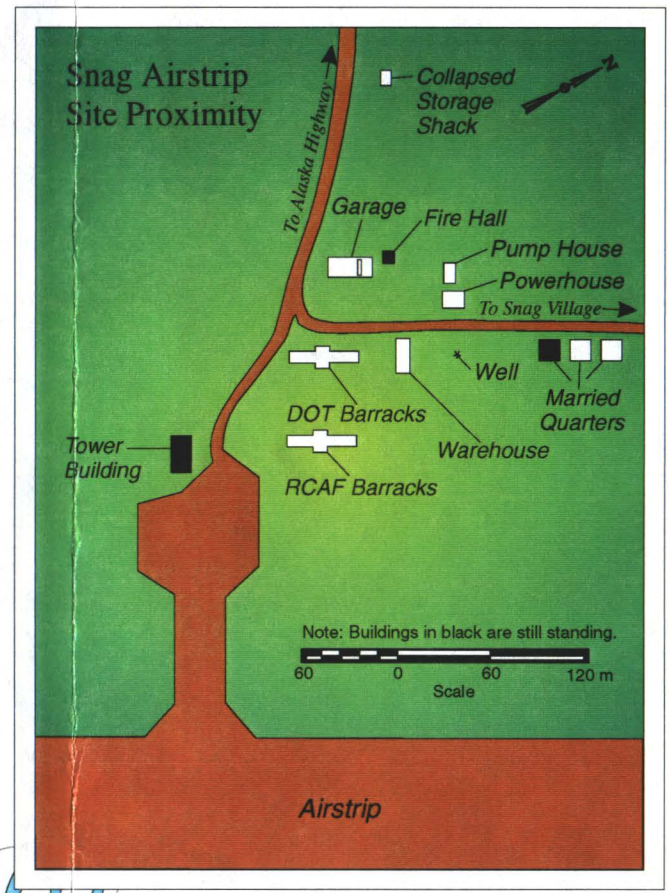 Snag Airstrip
Site Proximity
N
Collapsed
Storage
Shack
To Alaska Highway
Garage
Fire Hall
Pump House
Powerhouse
To Snag Village
DOT Barracks
Well
Married
Quarters
Warehouse
Tower
Building
RCAF Barracks
Note: Buildings in black are still standing.
60 0 60 120 m
Scale
Airstrip